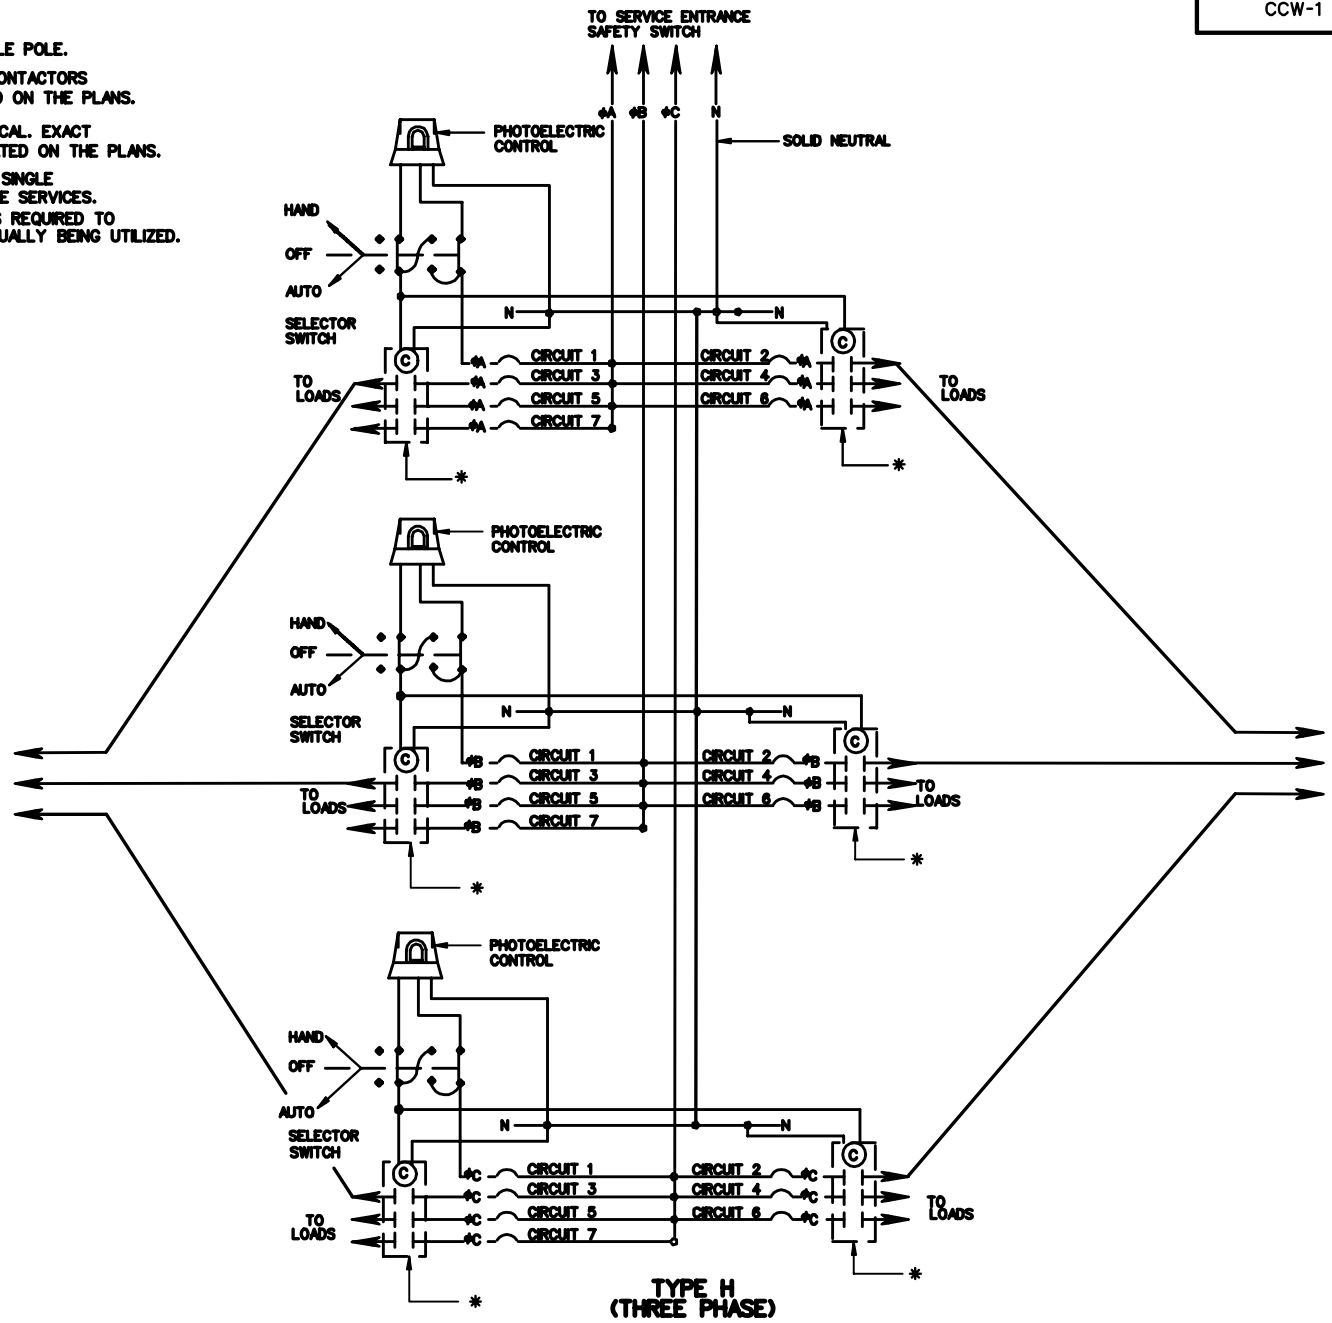 CCW-1
TO SERVICE ENTRANCE
SAFETY SWITCH
LE POLE.
ONTACTORS
ON THE PLANS.
CAL. EXACT
TED ON THE PLANS.
SINGLE
E SERVICES.
S REQUIRED TO
UALLY BEING UTILIZED.
ΦA ΦB ΦC N
PHOTOELECTRIC
CONTROL
SOLID NEUTRAL
HAND
OFF
AUTO
SELECTOR
SWITCH
N N
C C
ΦA CIRCUIT 1 CIRCUIT 2 ΦA
ΦA CIRCUIT 3 CIRCUIT 4 ΦA
ΦA CIRCUIT 5 CIRCUIT 6 ΦA
ΦA CIRCUIT 7
TO
LOADS
TO
LOADS
* *
PHOTOELECTRIC
CONTROL
HAND
OFF
AUTO
SELECTOR
SWITCH
N N
C C
ΦB CIRCUIT 1 CIRCUIT 2 ΦB
ΦB CIRCUIT 3 CIRCUIT 4 ΦB
ΦB CIRCUIT 5 CIRCUIT 6 ΦB
ΦB CIRCUIT 7
TO
LOADS
TO
LOADS
* *
PHOTOELECTRIC
CONTROL
HAND
OFF
AUTO
SELECTOR
SWITCH
N N
C C
ΦC CIRCUIT 1 CIRCUIT 2 ΦC
ΦC CIRCUIT 3 CIRCUIT 4 ΦC
ΦC CIRCUIT 5 CIRCUIT 6 ΦC
ΦC CIRCUIT 7
TO
LOADS
TO
LOADS
* *
TYPE H
(THREE PHASE)